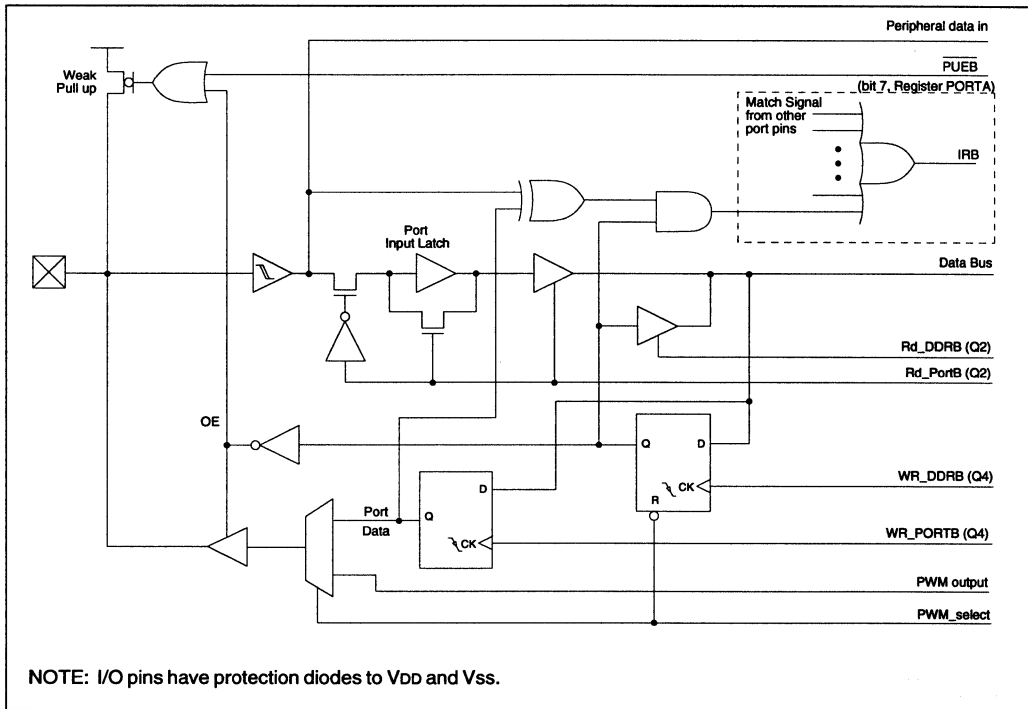 Peripheral data in
PUEB
(bit 7, Register PORTA)
Weak
Pull up
Match Signal
from other
port pins
IRB
Port
Input Latch
Data Bus
Rd_DDRB (Q2)
Rd_PortB (Q2)
OE
Q
D
R
CK
WR_DDRB (Q4)
Port
Data
Q
D
CK
WR_PORTB (Q4)
PWM output
PWM_select
NOTE: I/O pins have protection diodes to VDD and Vss.